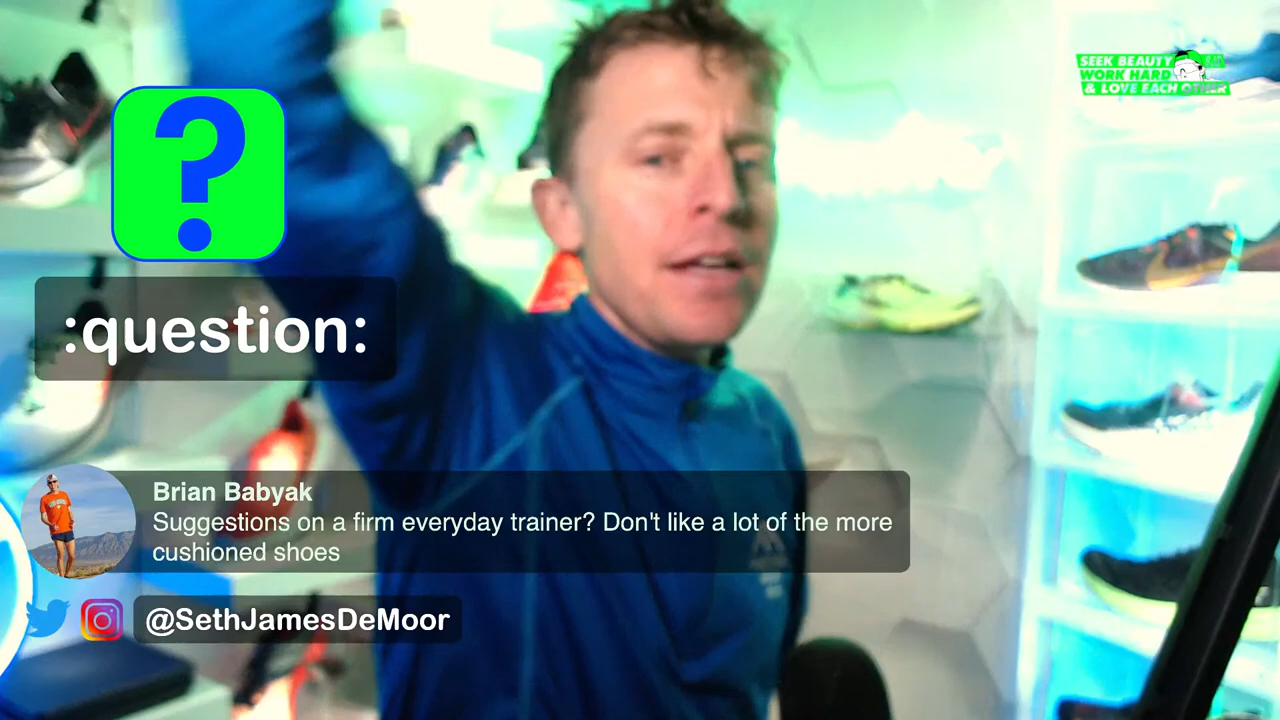 SEEK BEAUTY
WORK HARD
& LOVE EACH OTHER
?
:question:
Brian Babyak
Suggestions on a firm everyday trainer? Don't like a lot of the more
cushioned shoes
@SethJamesDeMoor